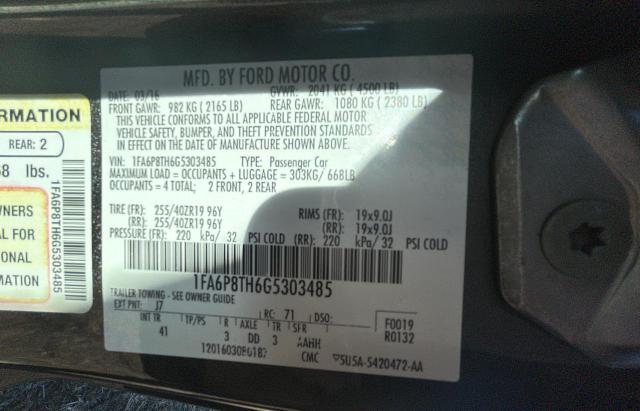 MFD. BY FORD MOTOR CO.
DATE: 03/16 GVWR: 2041 KG ( 4500 LB)
FRONT GAWR: 982 KG ( 2165 LB) REAR GAWR: 1080 KG ( 2380 LB)
THIS VEHICLE CONFORMS TO ALL APPLICABLE FEDERAL MOTOR
VEHICLE SAFETY, BUMPER, AND THEFT PREVENTION STANDARDS
IN EFFECT ON THE DATE OF MANUFACTURE SHOWN ABOVE.
VIN: 1FA6P8TH6G5303485 TYPE: Passenger Car
MAXIMUM LOAD = OCCUPANTS + LUGGAGE = 303KG/ 668LB
OCCUPANTS = 4 TOTAL; 2 FRONT, 2 REAR
TIRE (FR): 255/40ZR19 96Y RIMS (FR): 19x9.0J
(RR): 255/40ZR19 96Y (RR): 19x9.0J
PRESSURE (FR): 220 kPa/ 32 PSI COLD (RR): 220 kPa/ 32 PSI COLD
1FA6P8TH6G5303485
TRAILER TOWING - SEE OWNER GUIDE
EXT PNT: J7 RC: 71 DSO:
INT TR TP/PS R AXLE TR SFR F0019
41 3 DD 3 AAHH R0132
CMC 5U5A-5420472-AA
ORMATION
REAR: 2
68 lbs.
WNERS
AL FOR
IONAL
MATION
1FA6P8TH6G5303485